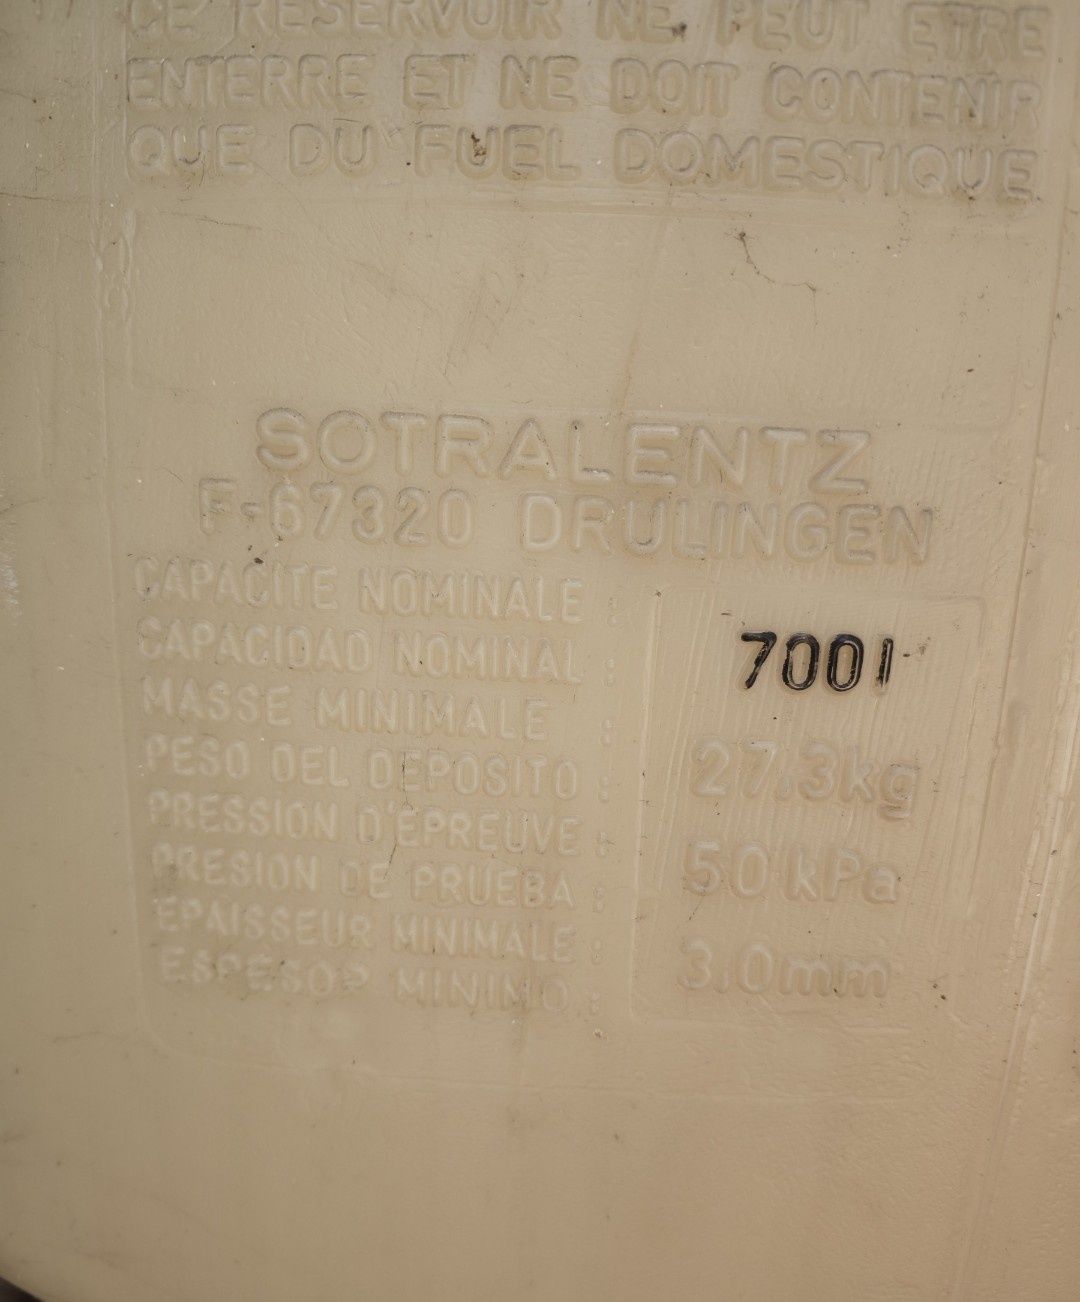 CE RESERVOIR NE PEUT ETRE
ENTERRE ET NE DOIT CONTENIR
QUE DU FUEL DOMESTIQUE
SOTRALENTZ
F-67320 DRULINGEN
CAPACITE NOMINALE :
CAPACIDAD NOMINAL : 700l
MASSE MINIMALE :
PESO DEL DEPOSITO : 27.3kg
PRESSION D'EPREUVE :
PRESION DE PRUEBA : 50 kPa
EPAISSEUR MINIMALE :
ESPESOR MINIMO : 3.0mm